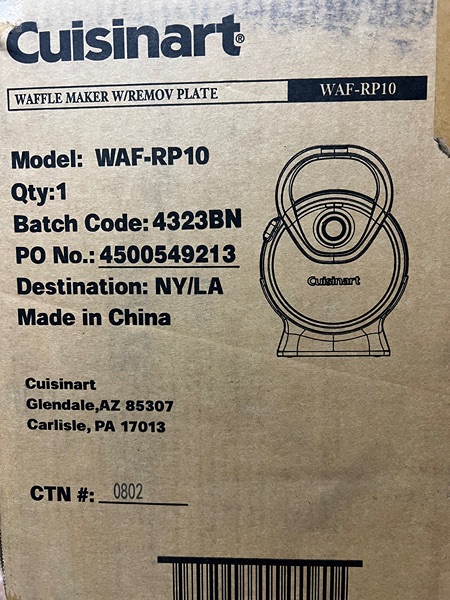 Cuisinart®
WAFFLE MAKER W/REMOV PLATE WAF-RP10
Model: WAF-RP10
Qty:1
Batch Code: 4323BN
PO No.: 4500549213
Destination: NY/LA
Made in China
Cuisinart
Cuisinart
Glendale,AZ 85307
Carlisle, PA 17013
CTN #: 0802